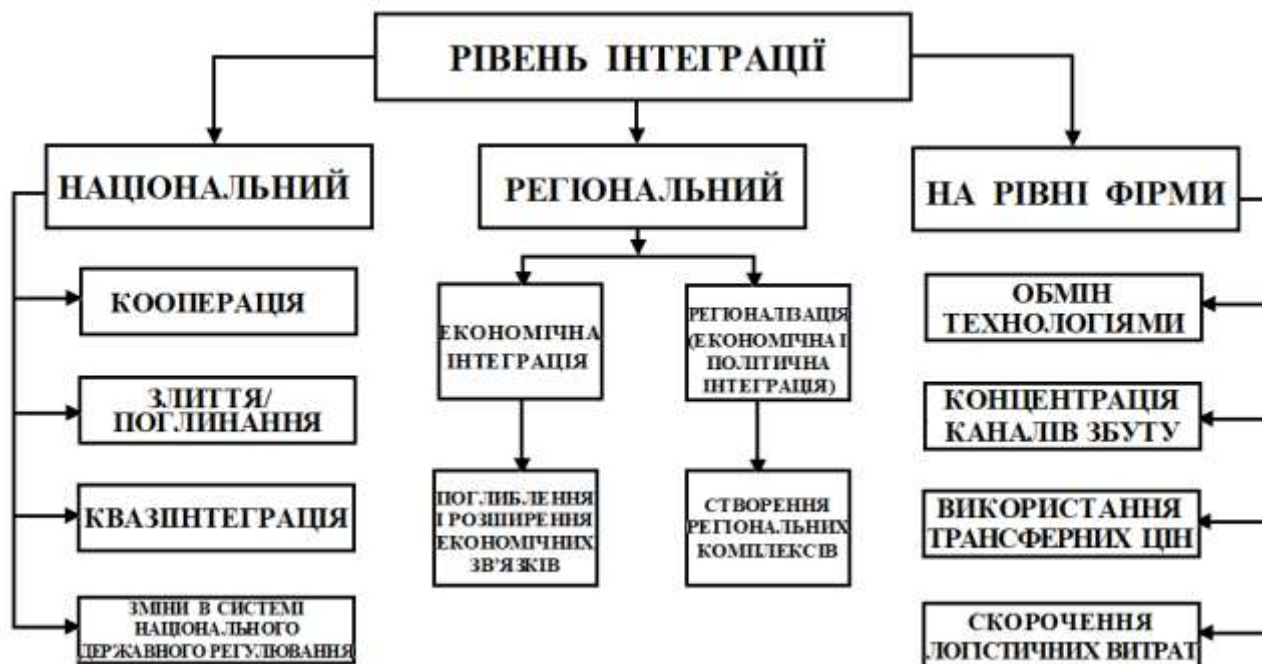 РІВЕНЬ ІНТЕГРАЦІЇ
НАЦІОНАЛЬНИЙ
РЕГІОНАЛЬНИЙ
НА РІВНІ ФІРМИ
КООПЕРАЦІЯ
ЗЛИТТЯ/
ПОГЛИНАННЯ
КВАЗІІНТЕГРАЦІЯ
ЗМІНИ В СИСТЕМІ
НАЦІОНАЛЬНОГО
ДЕРЖАВНОГО РЕГУЛЮВАННЯ
ЕКОНОМІЧНА
ІНТЕГРАЦІЯ
ПОГЛИБЛЕННЯ
І РОЗШИРЕННЯ
ЕКОНОМІЧНИХ
ЗВ'ЯЗКІВ
РЕГІОНАЛІЗАЦІЯ
(ЕКОНОМІЧНА І
ПОЛІТИЧНА
ІНТЕГРАЦІЯ)
СТВОРЕННЯ
РЕГІОНАЛЬНИХ
КОМПЛЕКСІВ
ОБМІН
ТЕХНОЛОГІЯМИ
КОНЦЕНТРАЦІЯ
КАНАЛІВ ЗБУТУ
ВИКОРИСТАННЯ
ТРАНСФЕРНИХ ЦІН
СКОРОЧЕННЯ
ЛОГІСТИЧНИХ ВИТРАТ